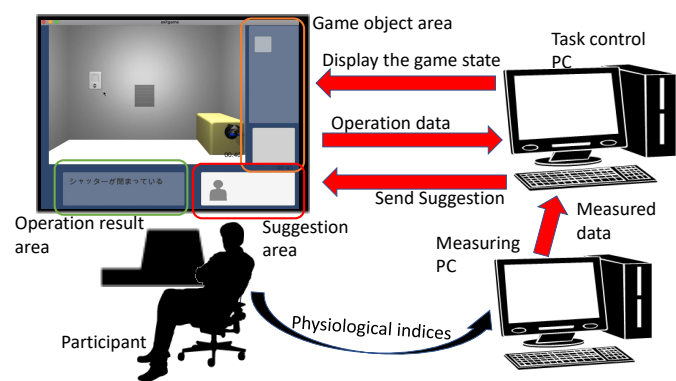 Game object area
Display the game state
Task control
PC
Operation data
シャッターが閉まっている
Send Suggestion
Operation result
area
Suggestion
area
Measured
data
Measuring
PC
Physiological indices
Participant